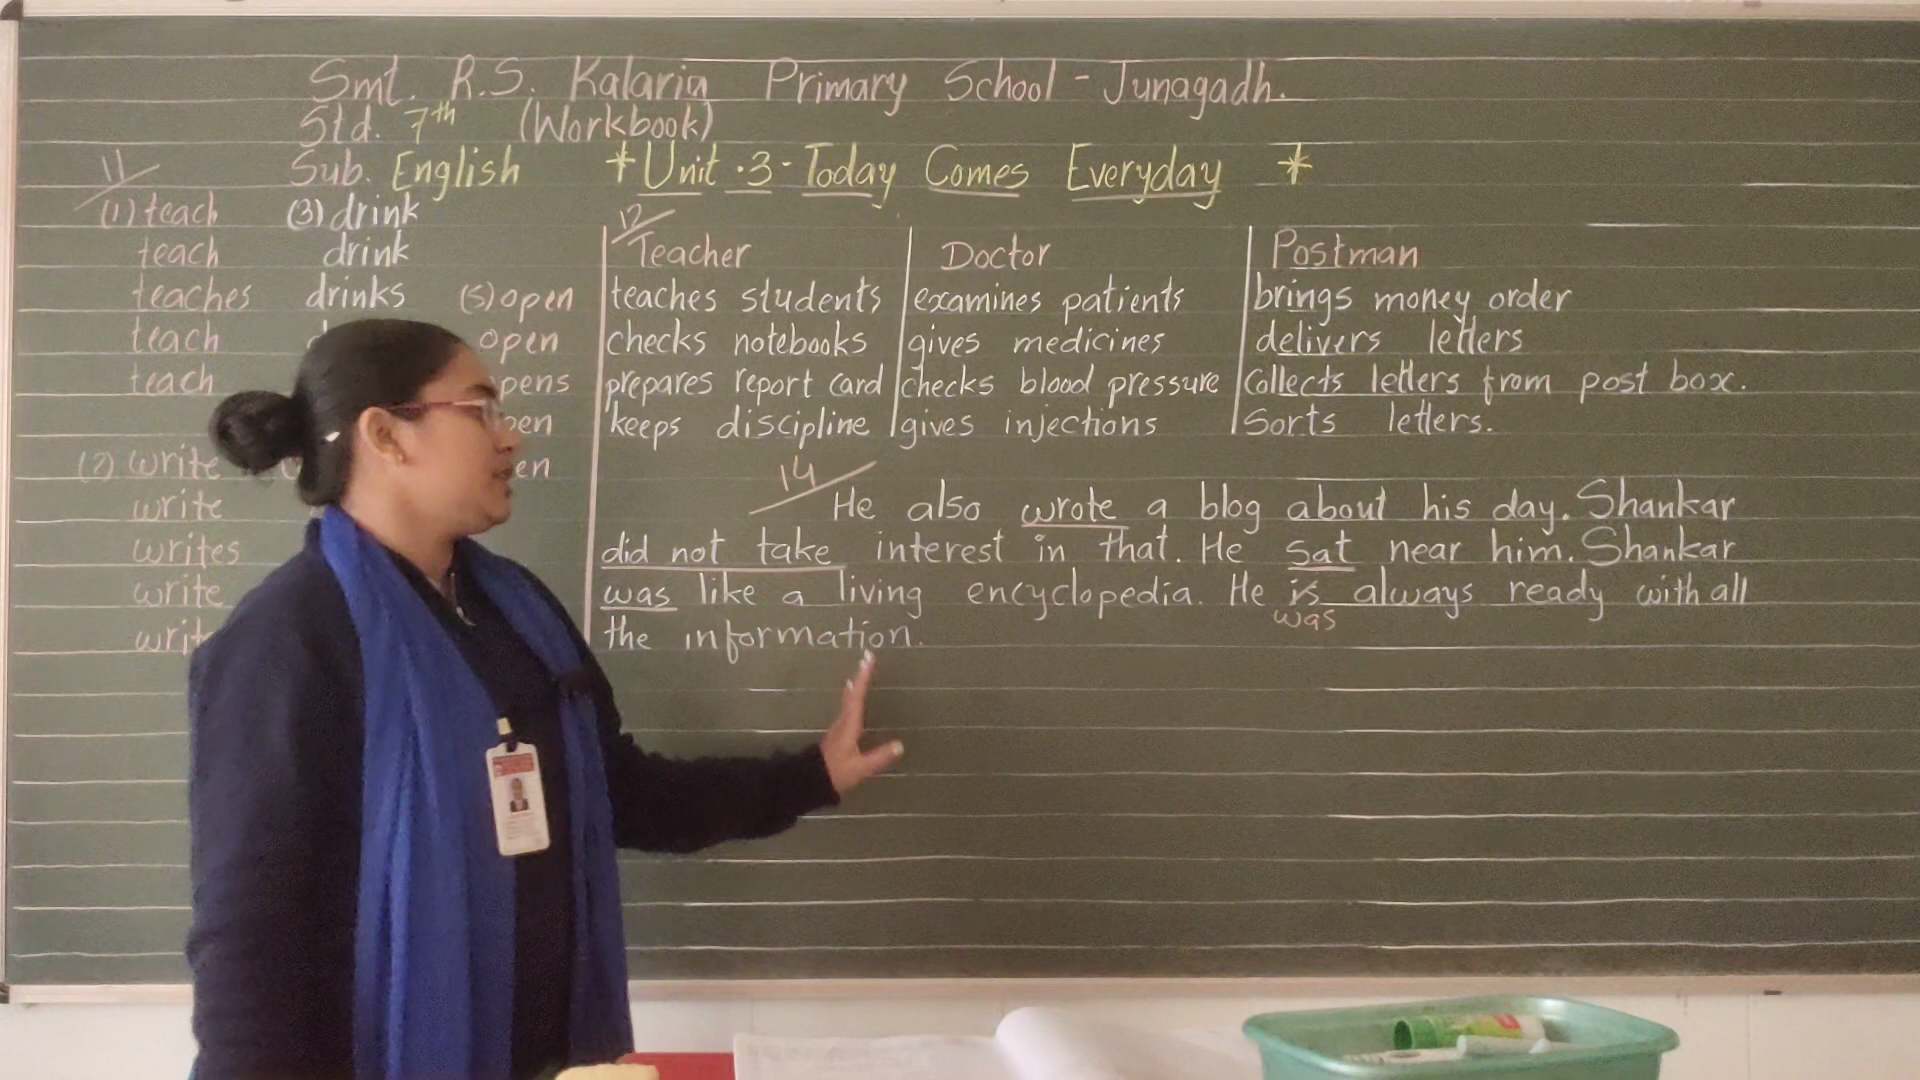 Smt. R.S. Kalaria Primary School - Junagadh.
Std. 7th (Workbook)
Sub. English * Unit.3- Today Comes Everyday *
11
(1) teach (3) drink
teach drink
teaches drinks (5) open
teach open
teach pens
pen
(2) write en
write
writes
write
writ
12
Teacher Doctor Postman
teaches students examines patients brings money order
checks notebooks gives medicines delivers letters
prepares report card checks blood pressure collects letters from post box.
keeps discipline gives injections Sorts letters.
14
He also wrote a blog about his day. Shankar
did not take interest in that. He sat near him. Shankar
was like a living encyclopedia. He is always ready with all
was
the information.